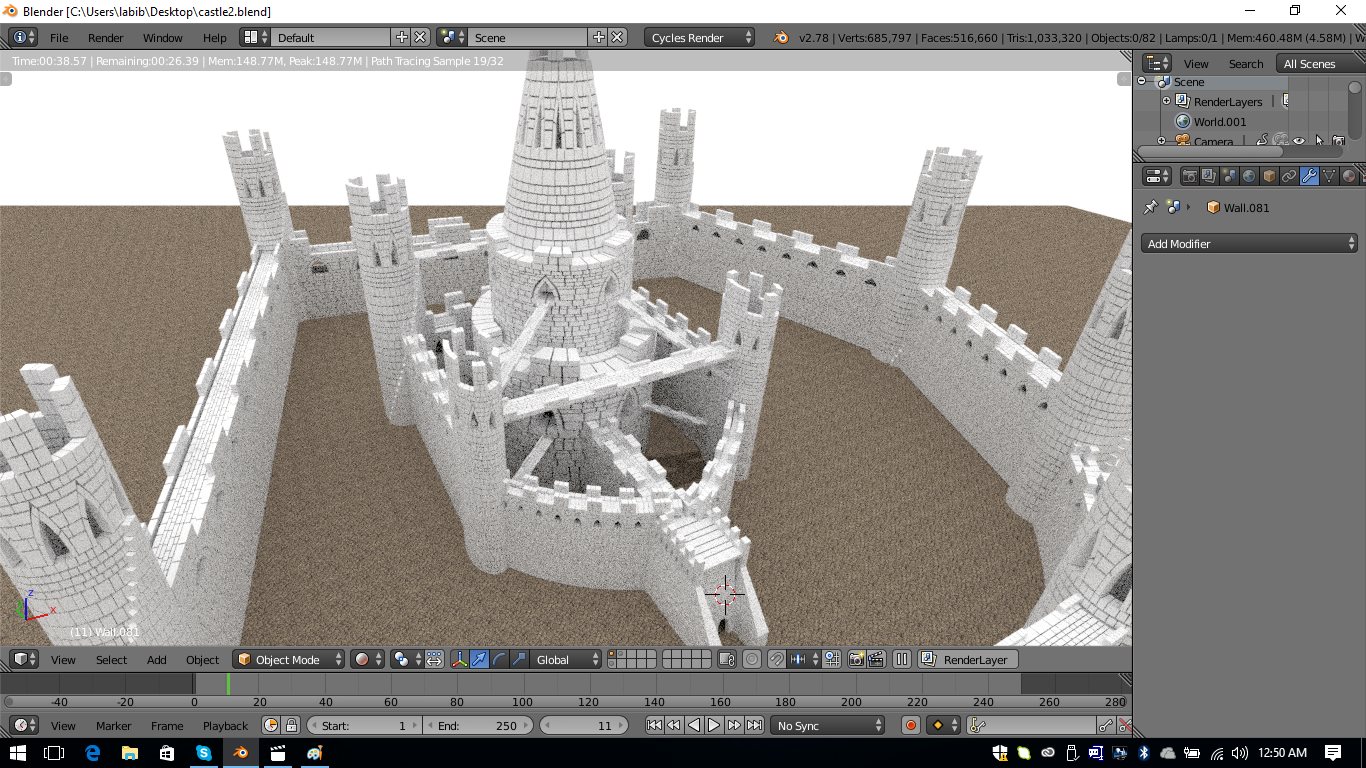 Blender [C:\Users\labib\Desktop\castle2.blend]
File Render Window Help Default Scene Cycles Render v2.78 | Verts:685,797 | Faces:516,660 | Tris:1,033,320 | Objects:0/82 | Lamps:0/1 | Mem:460.48M (4.58M) | W
Time:00:38.57 | Remaining:00:26.39 | Mem:148.77M, Peak:148.77M | Path Tracing Sample 19/32
View Search All Scenes
Scene
RenderLayers |
World.001
Camera |
Wall.081
Add Modifier
z
x
(11) Wall.081
View Select Add Object Object Mode Global RenderLayer
-40 -20 0 20 40 60 80 100 120 140 160 180 200 220 240 260 280
View Marker Frame Playback Start: 1 End: 250 11 No Sync
12:50 AM